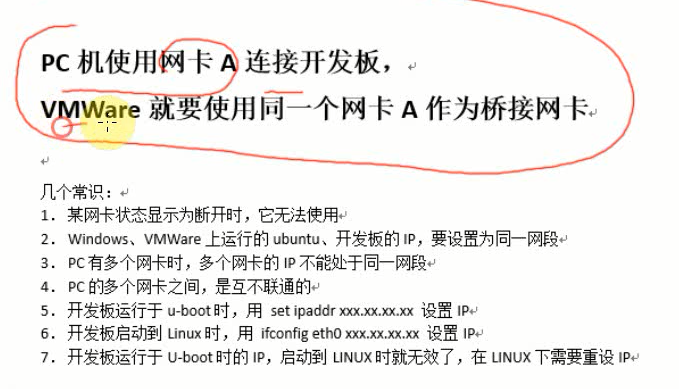 PC 机使用网卡 A 连接开发板，
VMWare 就要使用同一个网卡 A 作为桥接网卡
几个常识：
1. 某网卡状态显示为断开时，它无法使用
2. Windows、VMWare 上运行的 ubuntu、开发板的 IP，要设置为同一网段
3. PC 有多个网卡时，多个网卡的 IP 不能处于同一网段
4. PC 的多个网卡之间，是互不联通的
5. 开发板运行于 u-boot 时，用 set ipaddr xxx.xx.xx.xx 设置 IP
6. 开发板启动到 Linux 时，用 ifconfig eth0 xxx.xx.xx.xx 设置 IP
7. 开发板运行于 U-boot 时的 IP，启动到 LINUX 时就无效了，在 LINUX 下需要重设 IP